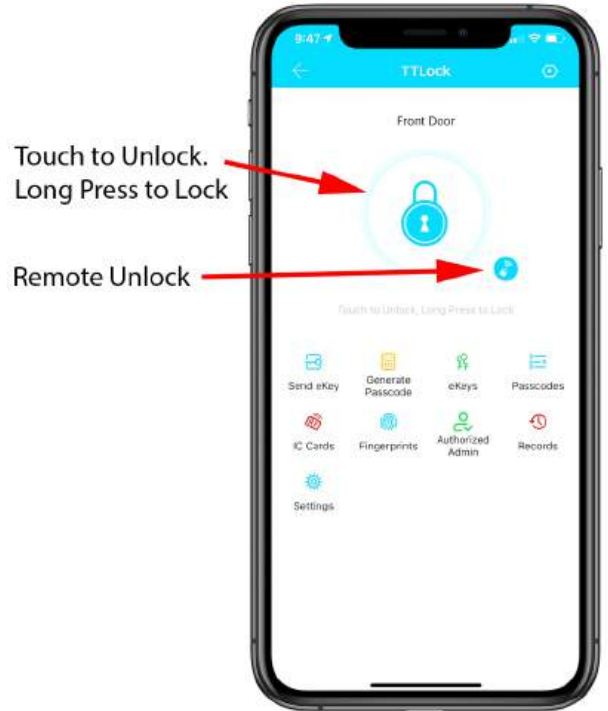 9:47
TTLock
Front Door
Touch to Unlock.
Long Press to Lock
Remote Unlock
Touch to Unlock, Long Press to Lock
Send eKey
Generate
Passcode
eKeys
Passcodes
IC Cards
Fingerprints
Authorized
Admin
Records
Settings